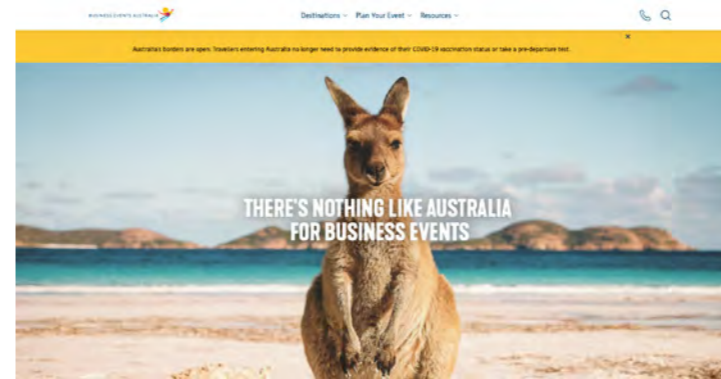 BUSINESS EVENTS AUSTRALIA
Destinations Plan Your Event Resources
Australia's borders are open. Travellers entering Australia no longer need to provide evidence of their COVID-19 vaccination status or take a pre-departure test.
THERE'S NOTHING LIKE AUSTRALIA
FOR BUSINESS EVENTS